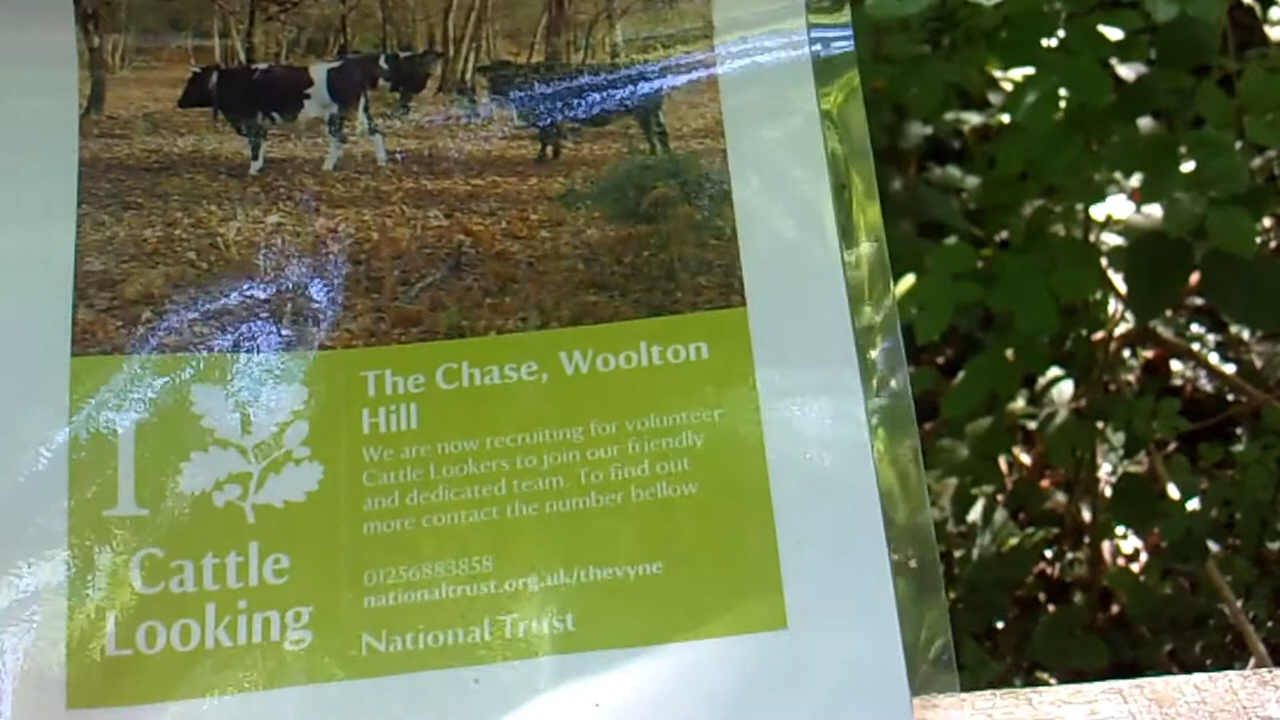 The Chase, Woolton
Hill
We are now recruiting for volunteer
Cattle Lookers to join our friendly
and dedicated team. To find out
more contact the number bellow
01256883858
nationaltrust.org.uk/thevyne
National Trust
I
Cattle
Looking